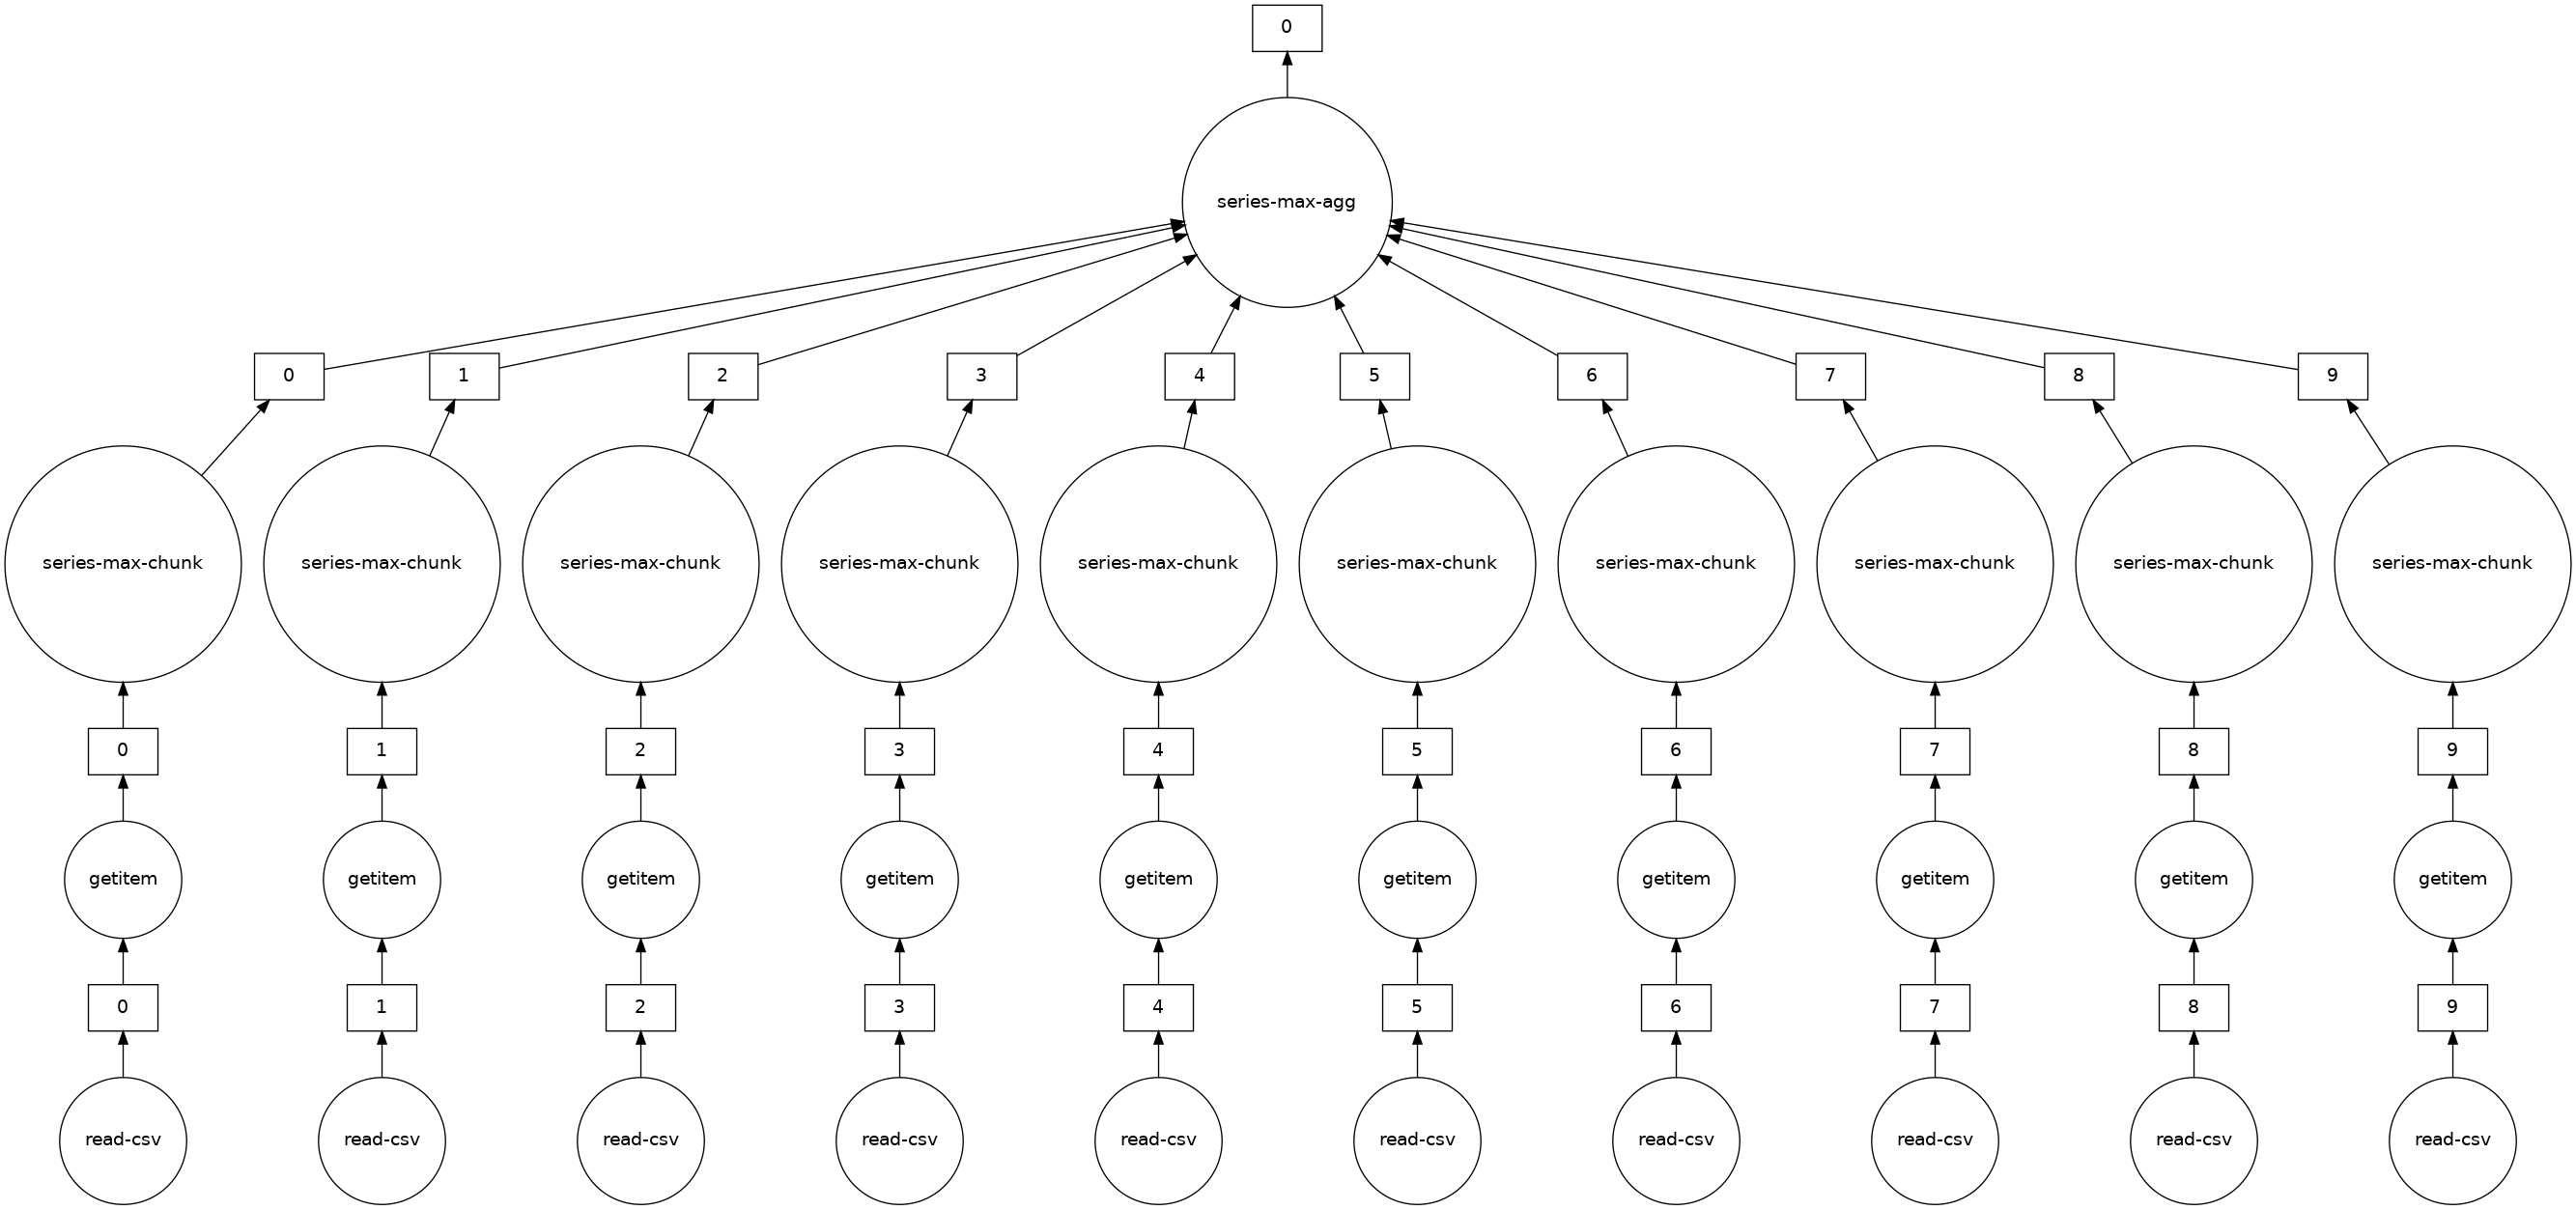 0
series-max-agg
0 1 2 3 4 5 6 7 8 9
series-max-chunk series-max-chunk series-max-chunk series-max-chunk series-max-chunk series-max-chunk series-max-chunk series-max-chunk series-max-chunk series-max-chunk
0 1 2 3 4 5 6 7 8 9
getitem getitem getitem getitem getitem getitem getitem getitem getitem getitem
0 1 2 3 4 5 6 7 8 9
read-csv read-csv read-csv read-csv read-csv read-csv read-csv read-csv read-csv read-csv